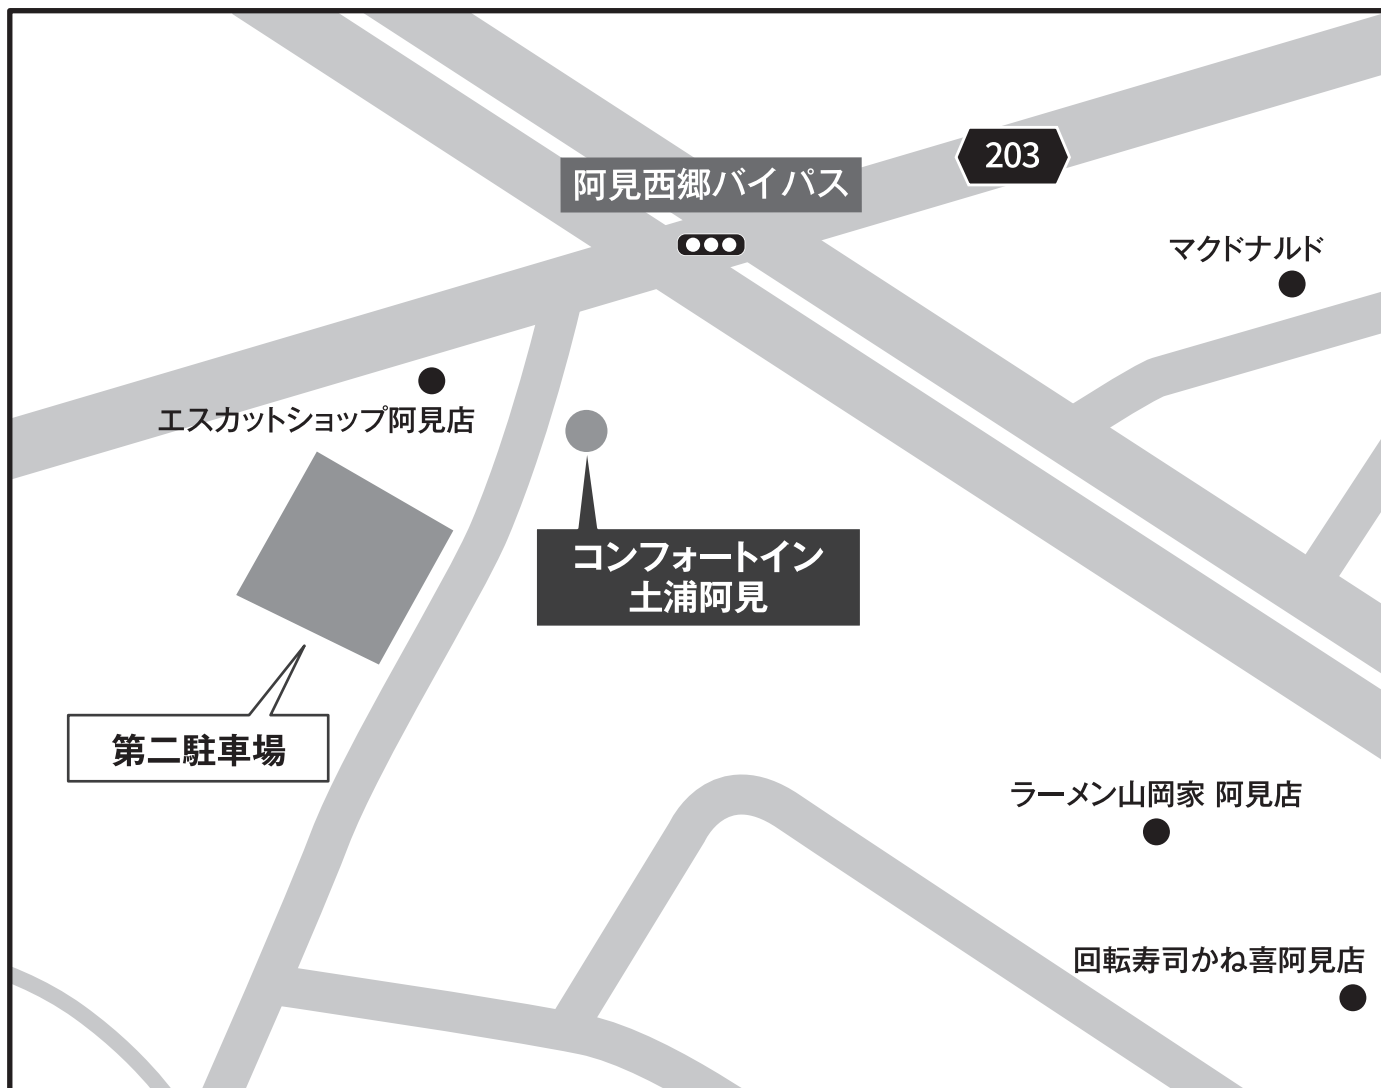 阿見西郷バイパス
203
マクドナルド
エスカットショップ阿見店
コンフォートイン
土浦阿見
第二駐車場
ラーメン山岡家 阿見店
回転寿司かね喜阿見店